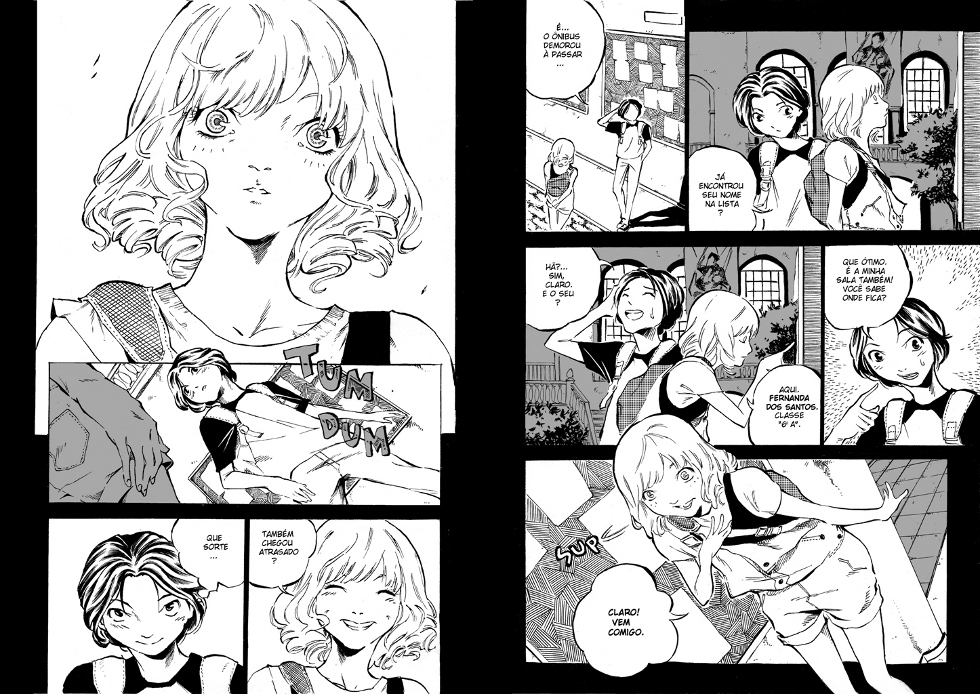 TUM
DUM
QUE
SORTE
...
TAMBÉM
CHEGOU
ATRASADO
?
É...
O ÔNIBUS
DEMOROU
À PASSAR
...
JÁ
ENCONTROU
SEU NOME
NA LISTA
?
HÃ?...
SIM,
CLARO.
E O SEU
?
AQUI.
FERNANDA
DOS SANTOS.
CLASSE
"6º A".
QUE ÓTIMO.
É A MINHA
SALA TAMBÉM!
VOCÊ SABE
ONDE FICA?
SUP
CLARO!
VEM
COMIGO.